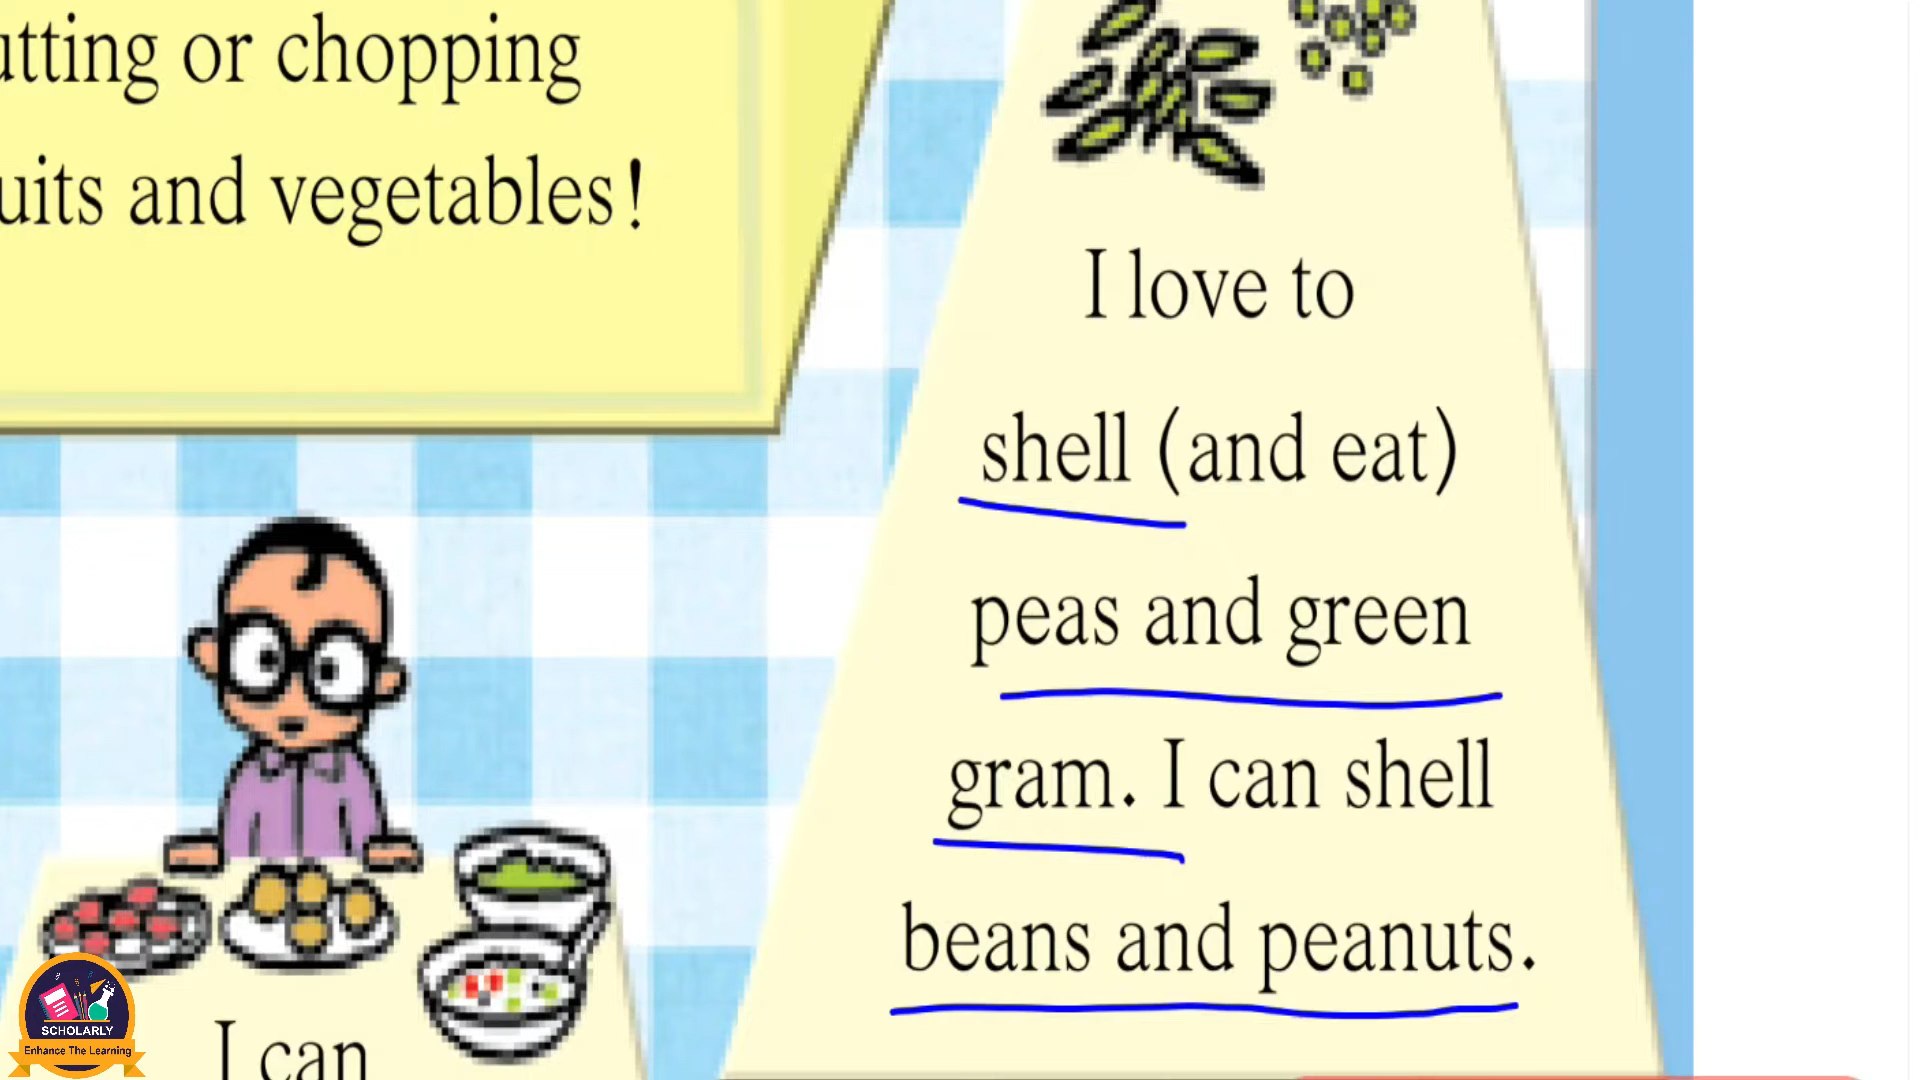 utting or chopping
uits and vegetables!
I love to
shell (and eat)
peas and green
gram. I can shell
beans and peanuts.
I can
SCHOLARLY
Enhance The Learning